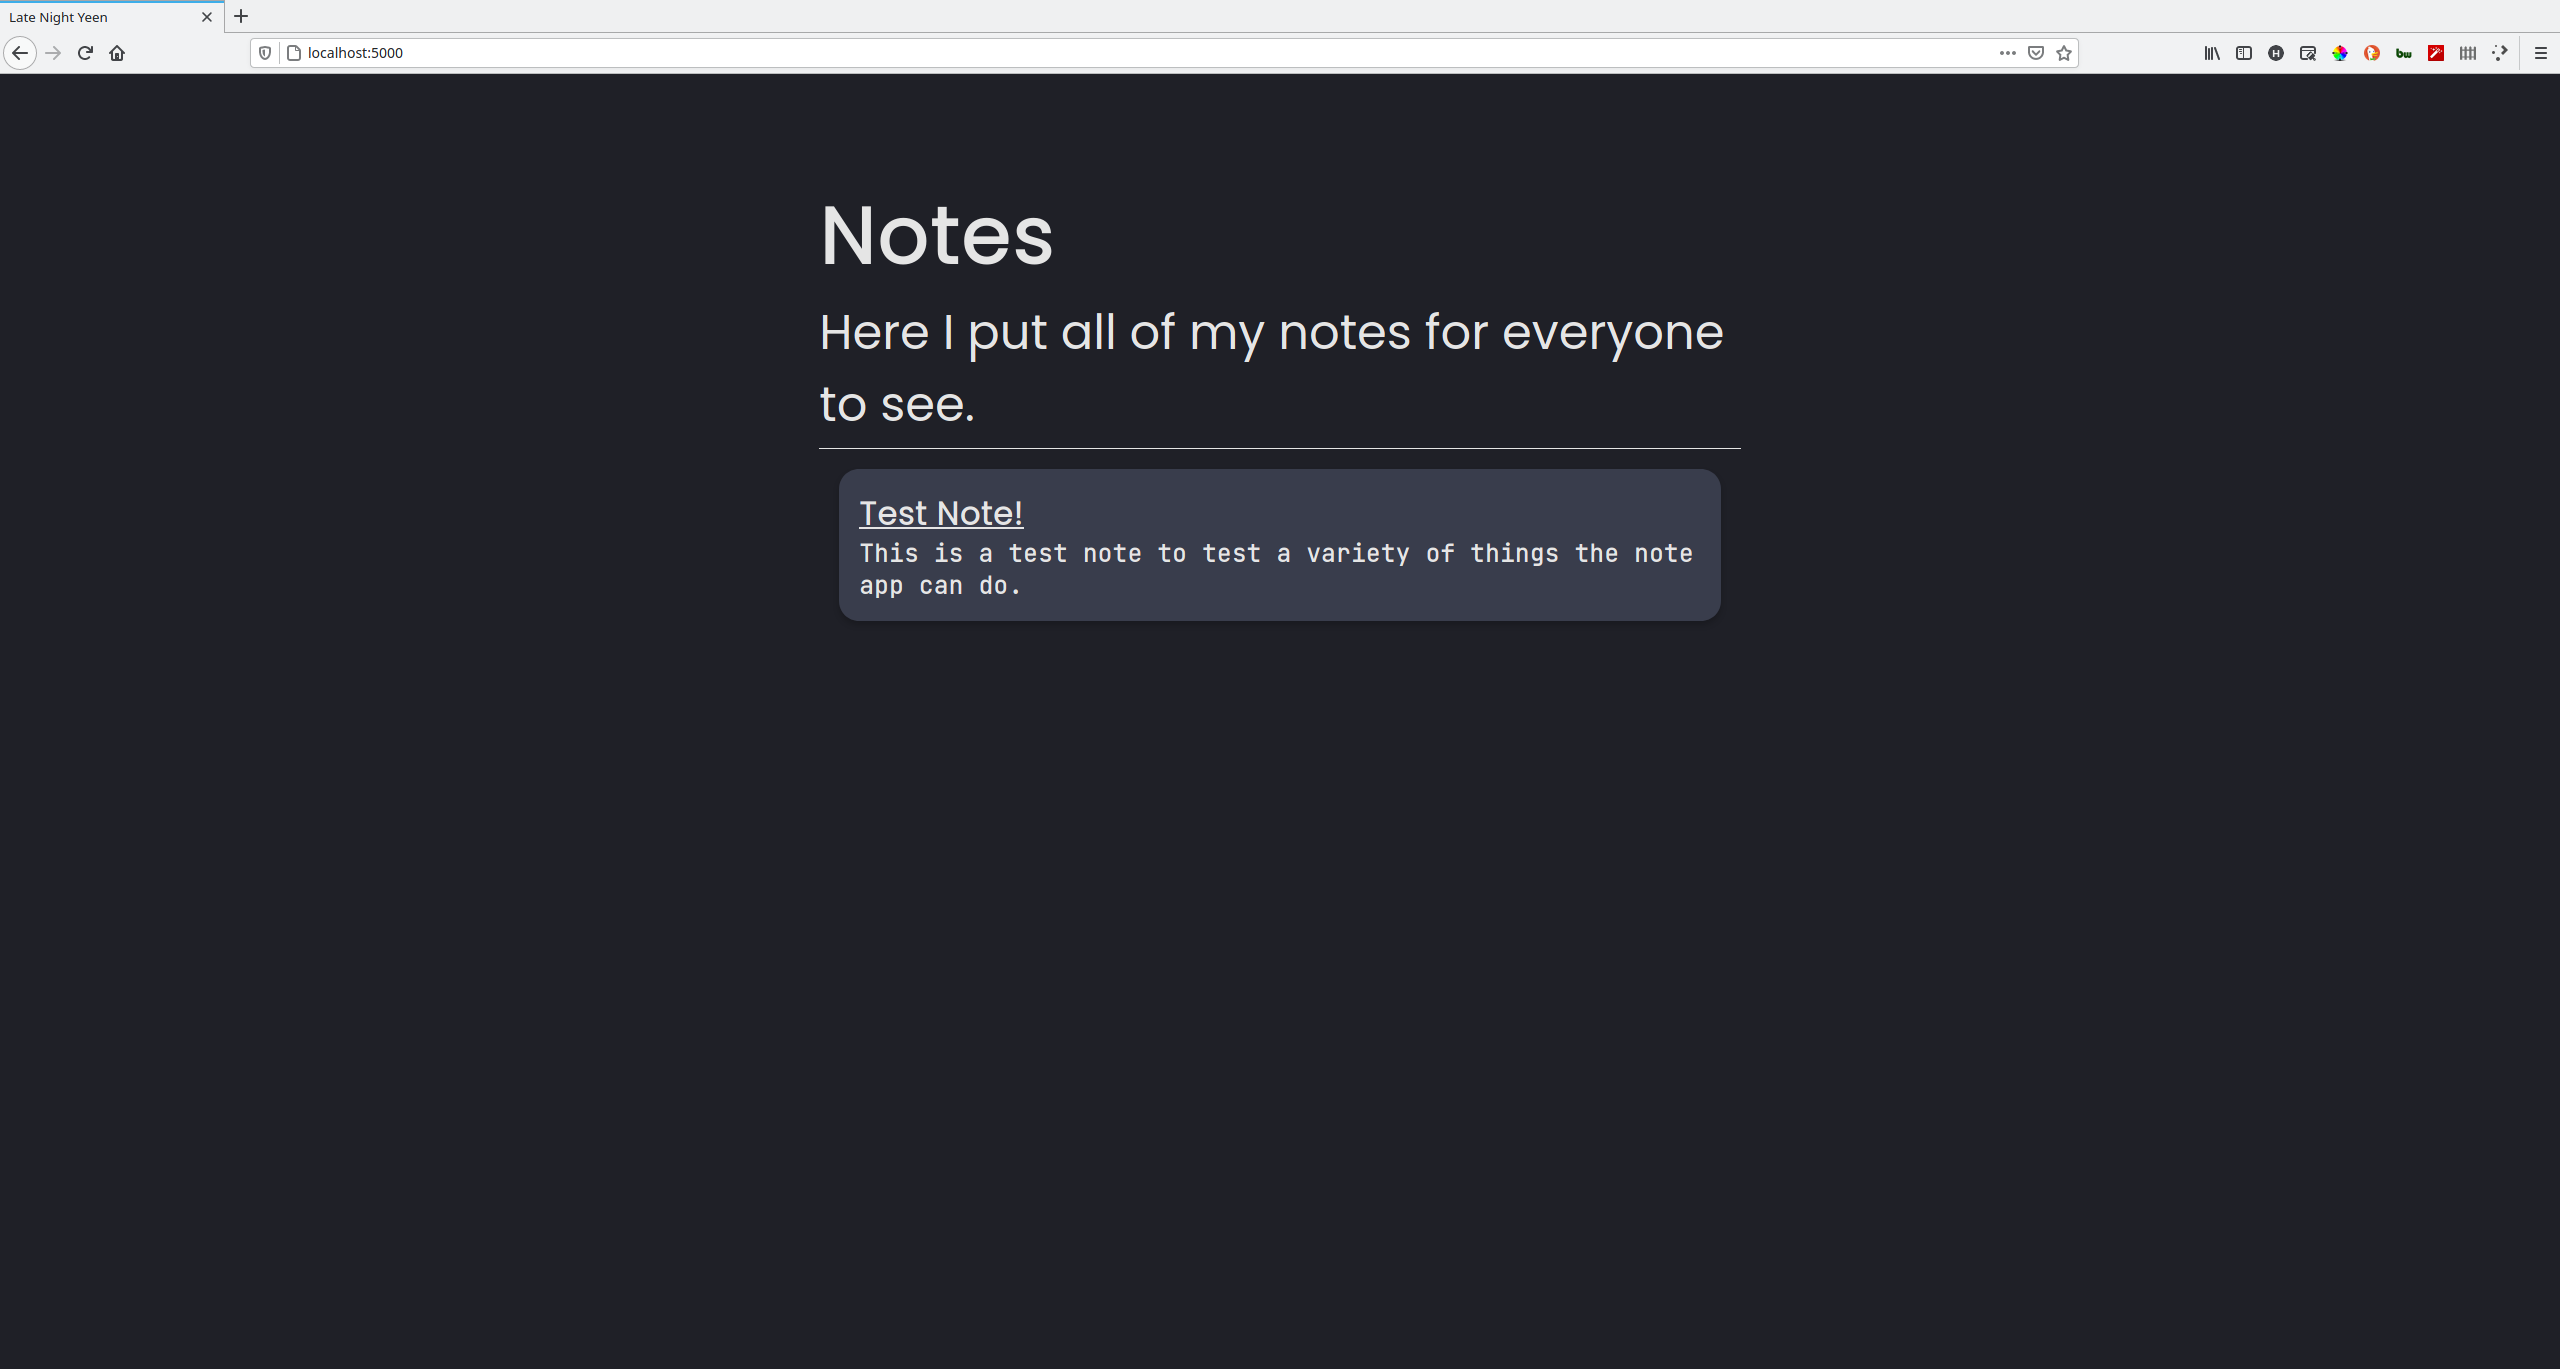 Late Night Yeen
localhost:5000
Notes
Here I put all of my notes for everyone
to see.
Test Note!
This is a test note to test a variety of things the note
app can do.